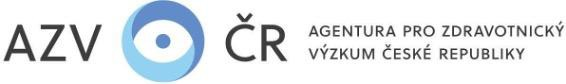 AZV ČR
AGENTURA PRO ZDRAVOTNICKÝ
VÝZKUM ČESKÉ REPUBLIKY